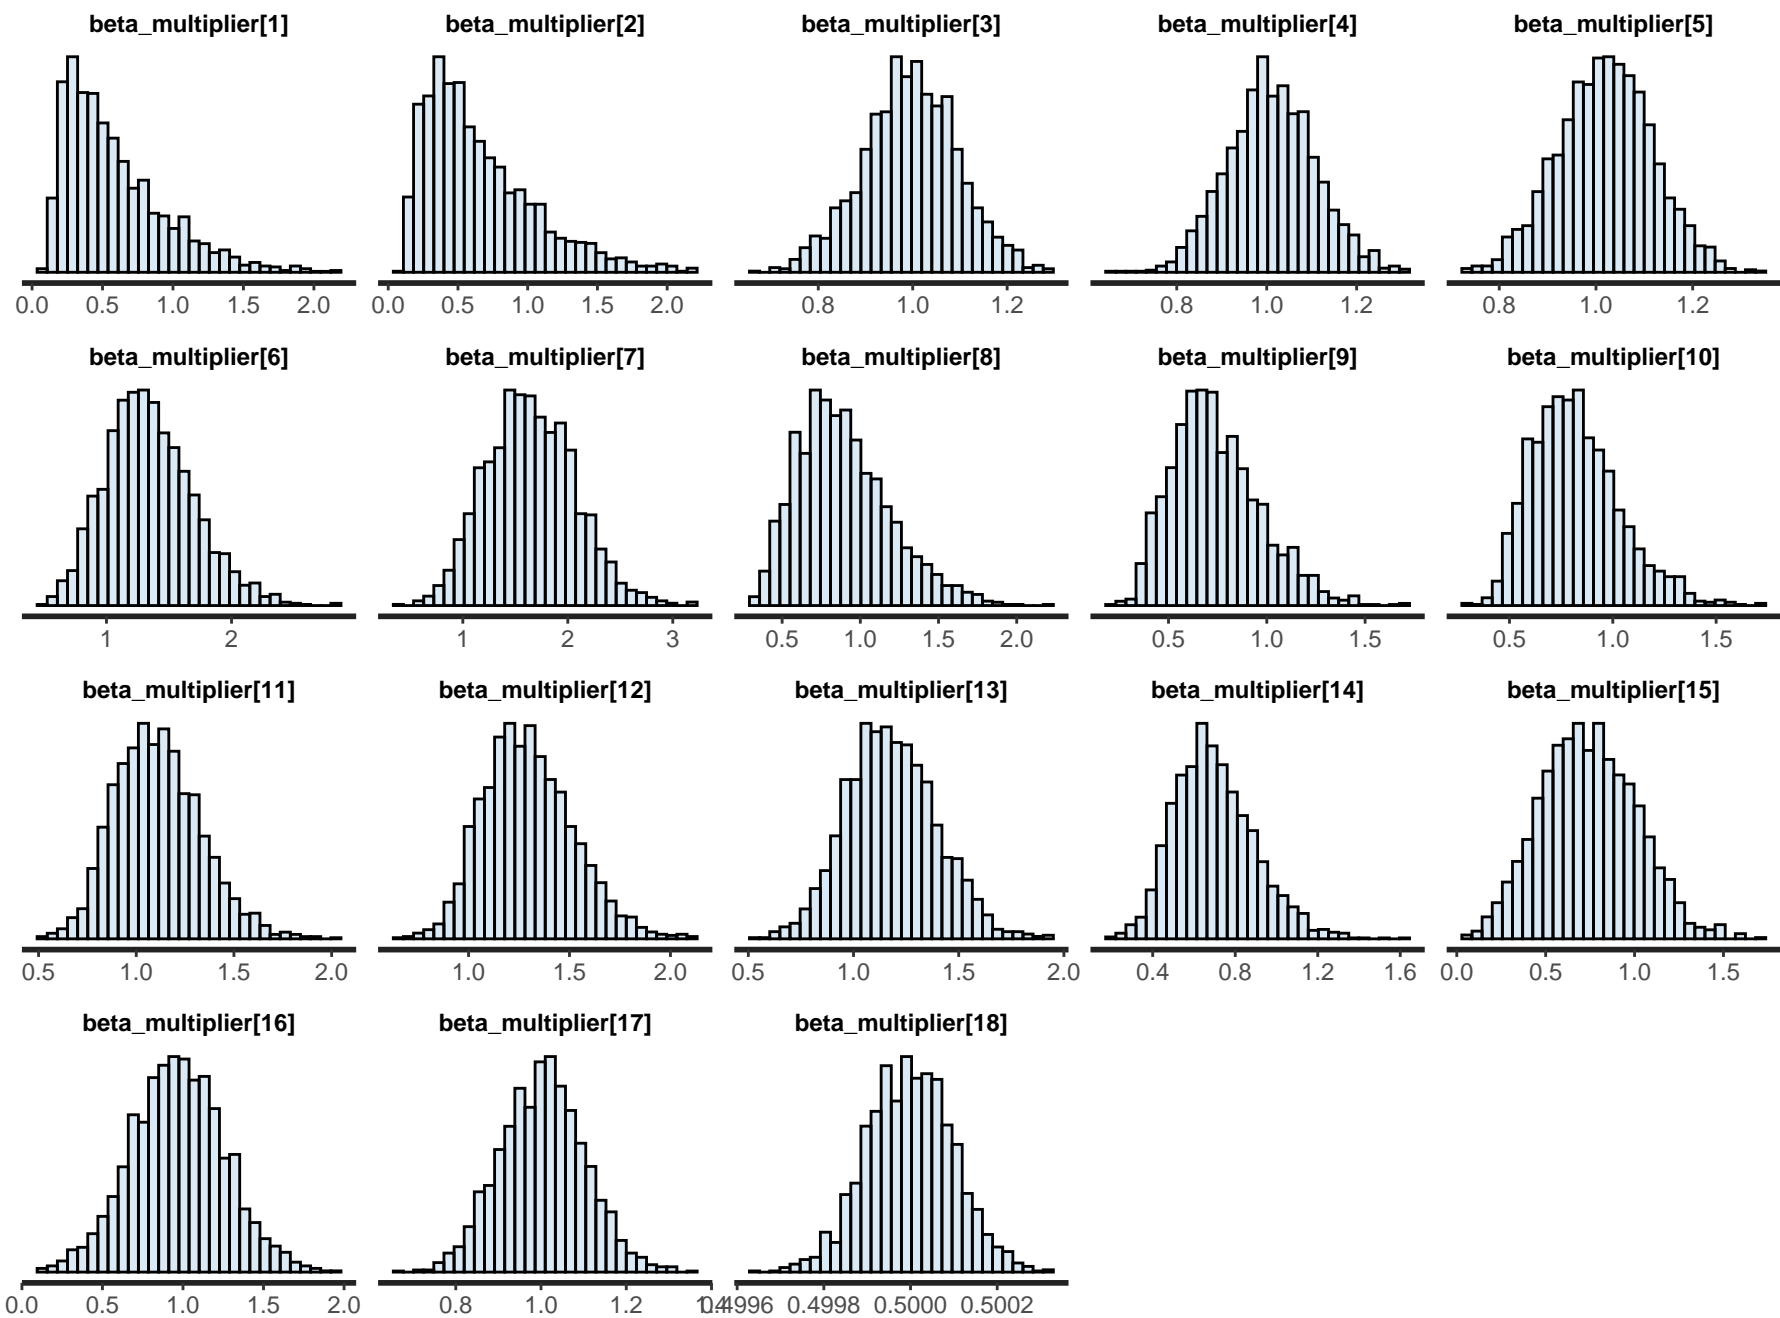 beta_multiplier[1] beta_multiplier[2] beta_multiplier[3] beta_multiplier[4] beta_multiplier[5]
0.0 0.5 1.0 1.5 2.0 0.0 0.5 1.0 1.5 2.0 0.8 1.0 1.2 0.8 1.0 1.2 0.8 1.0 1.2
beta_multiplier[6] beta_multiplier[7] beta_multiplier[8] beta_multiplier[9] beta_multiplier[10]
1 2 1 2 3 0.5 1.0 1.5 2.0 0.5 1.0 1.5 0.5 1.0 1.5
beta_multiplier[11] beta_multiplier[12] beta_multiplier[13] beta_multiplier[14] beta_multiplier[15]
0.5 1.0 1.5 2.0 1.0 1.5 2.0 0.5 1.0 1.5 2.0 0.4 0.8 1.2 1.6 0.0 0.5 1.0 1.5
beta_multiplier[16] beta_multiplier[17] beta_multiplier[18]
0.0 0.5 1.0 1.5 2.0 0.8 1.0 1.2 1.4 0.4996 0.4998 0.5000 0.5002